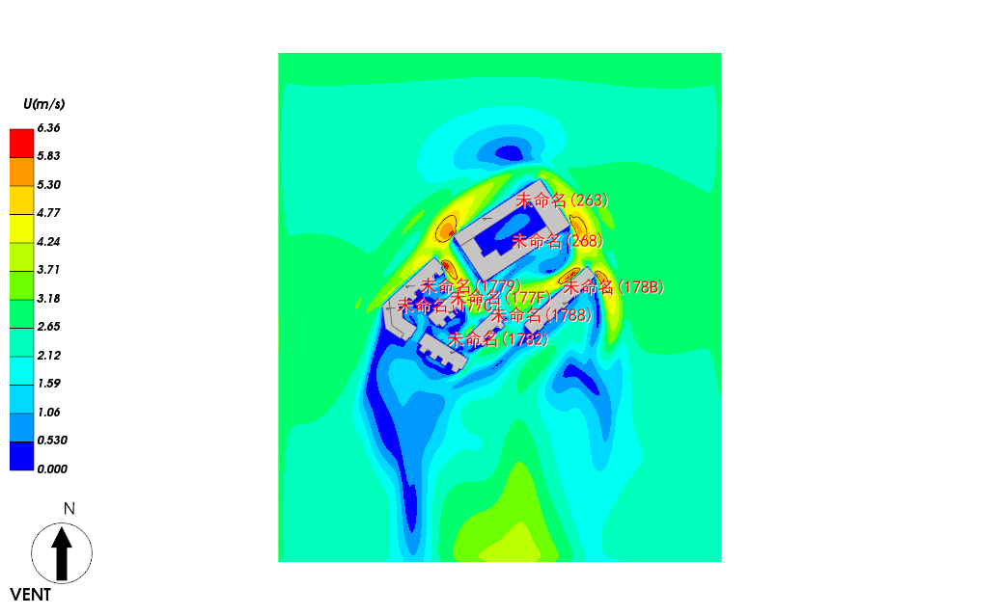 U(m/s)
6.36
5.83
5.30
4.77
4.24
3.71
3.18
2.65
2.12
1.59
1.06
0.530
0.000
N
VENT
未命名(263)
未命名(268)
未命名(1779)
未命名(178B)
未命名(177F)
未命名(1788)
未命名(1782)